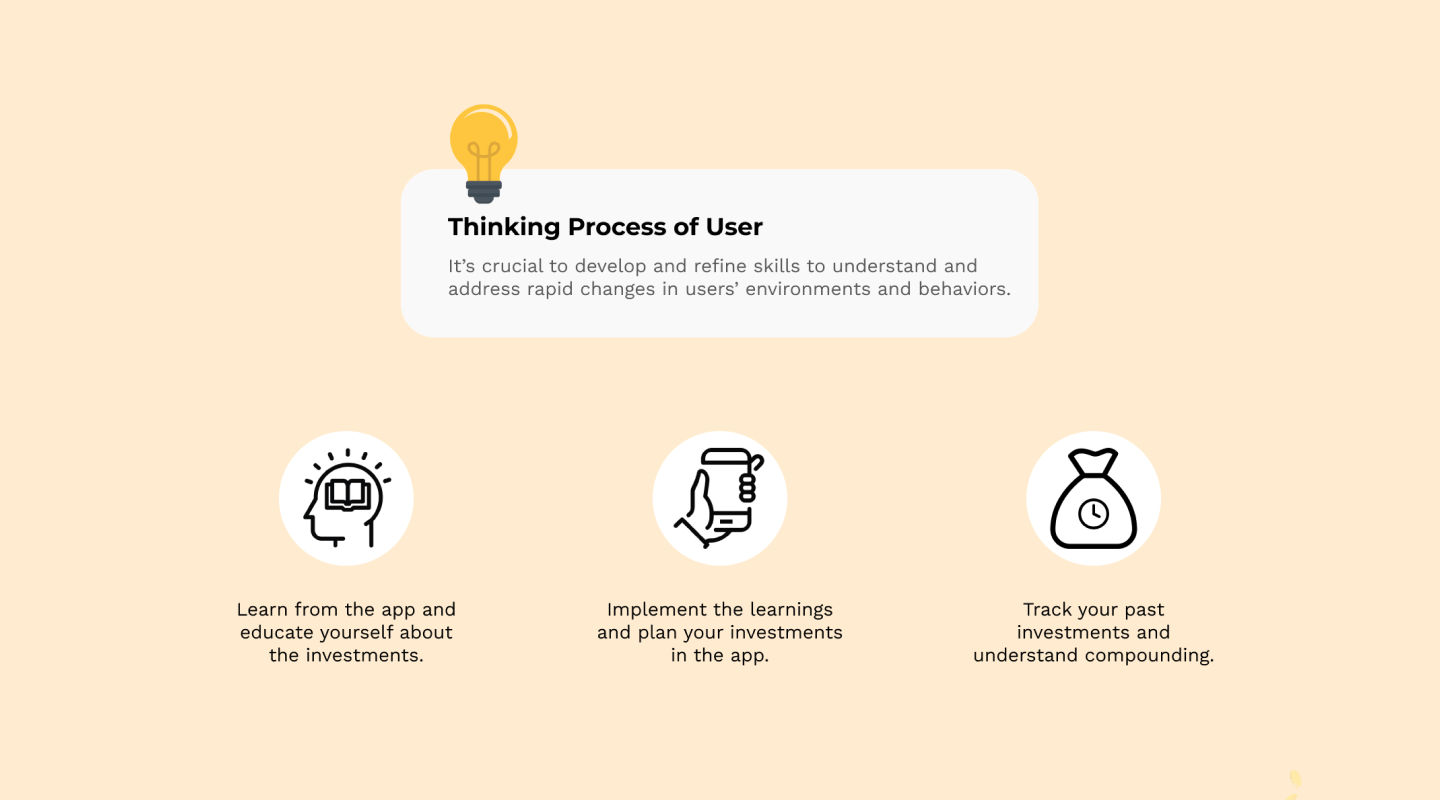 Thinking Process of User
It’s crucial to develop and refine skills to understand and
address rapid changes in users’ environments and behaviors.
Learn from the app and
educate yourself about
the investments.
Implement the learnings
and plan your investments
in the app.
Track your past
investments and
understand compounding.